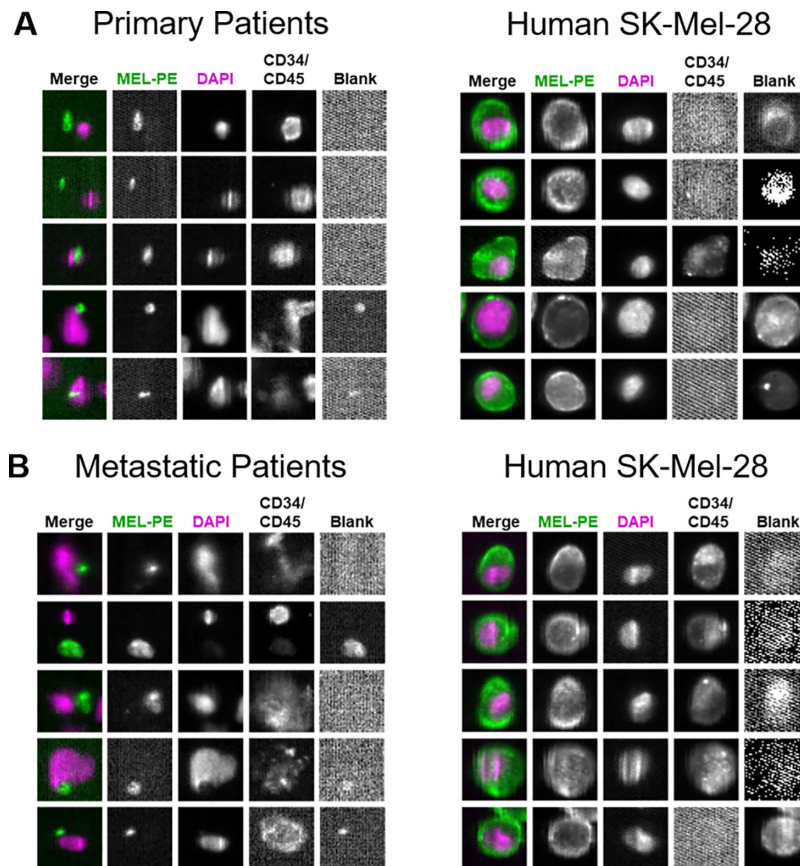 A Primary Patients Human SK-Mel-28
Merge MEL-PE DAPI CD34/ CD45 Blank Merge MEL-PE DAPI CD34/ CD45 Blank
B Metastatic Patients Human SK-Mel-28
Merge MEL-PE DAPI CD34/ CD45 Blank Merge MEL-PE DAPI CD34/ CD45 Blank